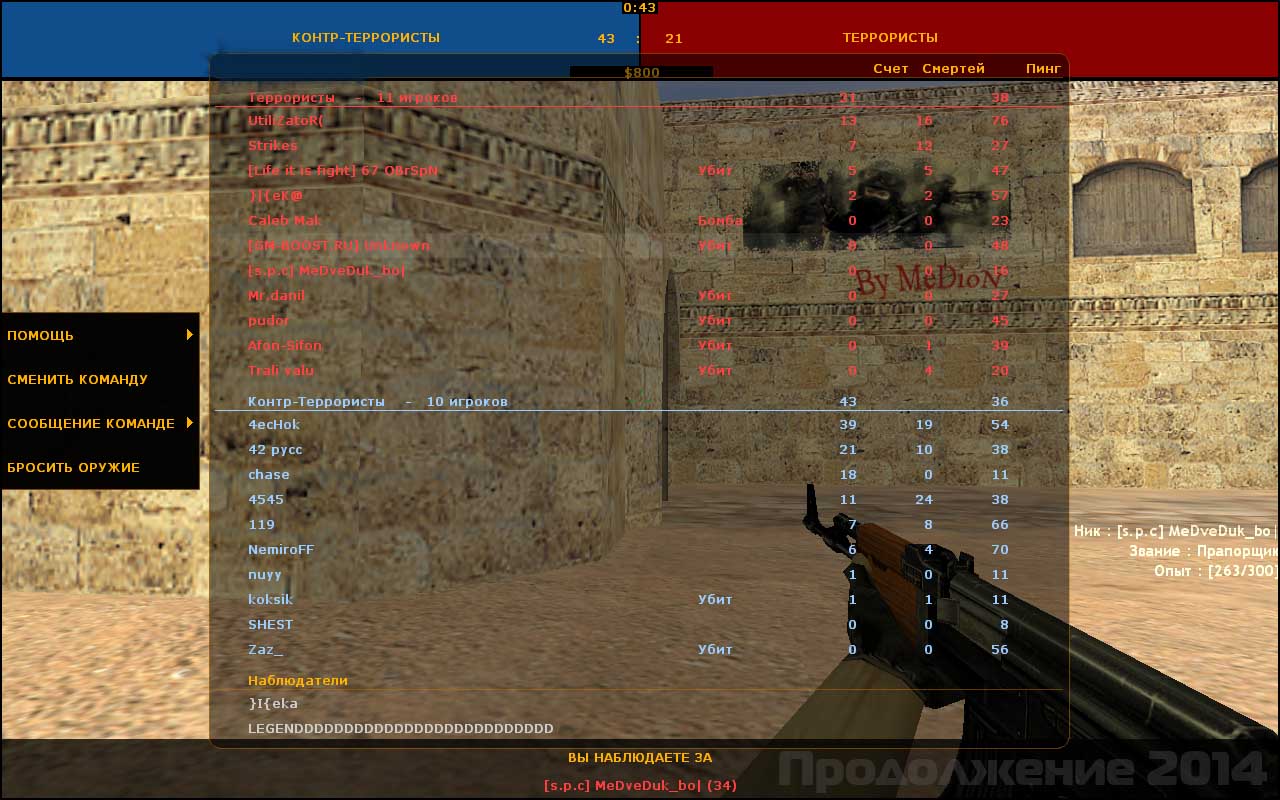 0:43
КОНТР-ТЕРРОРИСТЫ 43 : 21 ТЕРРОРИСТЫ
$800
Счет Смертей Пинг
Террористы - 11 игроков 21 38
UtiliZatoR( 13 16 76
Strikes 7 12 27
[Life it is fight] 67 OBrSpN Убит 5 5 47
}|{eK@ 2 2 57
Caleb Mak Бомба 0 0 23
[GM-BOOST.RU] Unknown Убит 0 0 48
[s.p.c] MeDveDuk_bo| 0 0 16
By MeDioN
Mr.danil Убит 0 0 27
pudor Убит 0 0 45
Afon-Sifon Убит 0 1 39
Trali valu Убит 0 4 20
Контр-Террористы - 10 игроков 43 36
4ecHok 39 19 54
42 русс 21 10 38
chase 18 0 11
4545 11 24 38
119 7 8 66
NemiroFF 6 4 70
nuyy 1 0 11
koksik Убит 1 1 11
SHEST 0 0 8
Zaz_ Убит 0 0 56
Наблюдатели
}I{eka
LEGENDDDDDDDDDDDDDDDDDDDDDDDDDD
ПОМОЩЬ
СМЕНИТЬ КОМАНДУ
СООБЩЕНИЕ КОМАНДЕ
БРОСИТЬ ОРУЖИЕ
Ник : [s.p.c] MeDveDuk_bo|
Звание : Прапорщик
Опыт : [263/300]
ВЫ НАБЛЮДАЕТЕ ЗА
[s.p.c] MeDveDuk_bo| (34)
Продолжение 2014